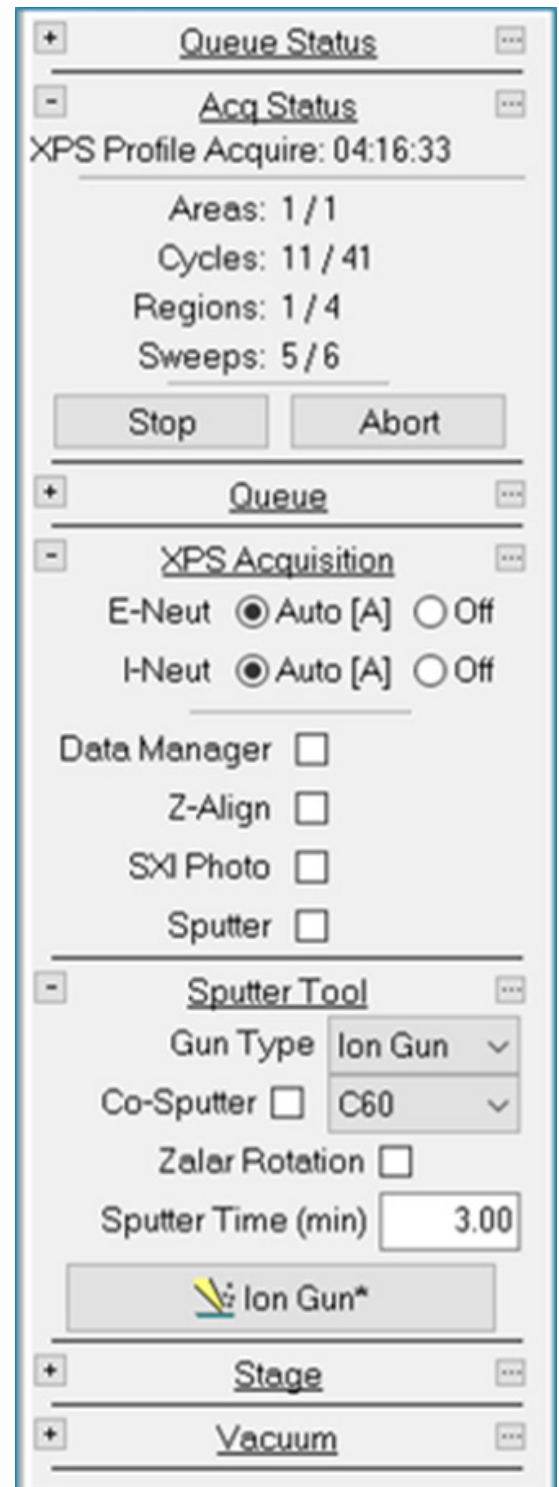 Queue Status
Acq Status
XPS Profile Acquire: 04:16:33
Areas: 1 / 1
Cycles: 11 / 41
Regions: 1 / 4
Sweeps: 5 / 6
Stop Abort
Queue
XPS Acquisition
E-Neut Auto [A] Off
I-Neut Auto [A] Off
Data Manager
Z-Align
SXI Photo
Sputter
Sputter Tool
Gun Type Ion Gun
Co-Sputter C60
Zalar Rotation
Sputter Time (min) 3.00
Ion Gun*
Stage
Vacuum